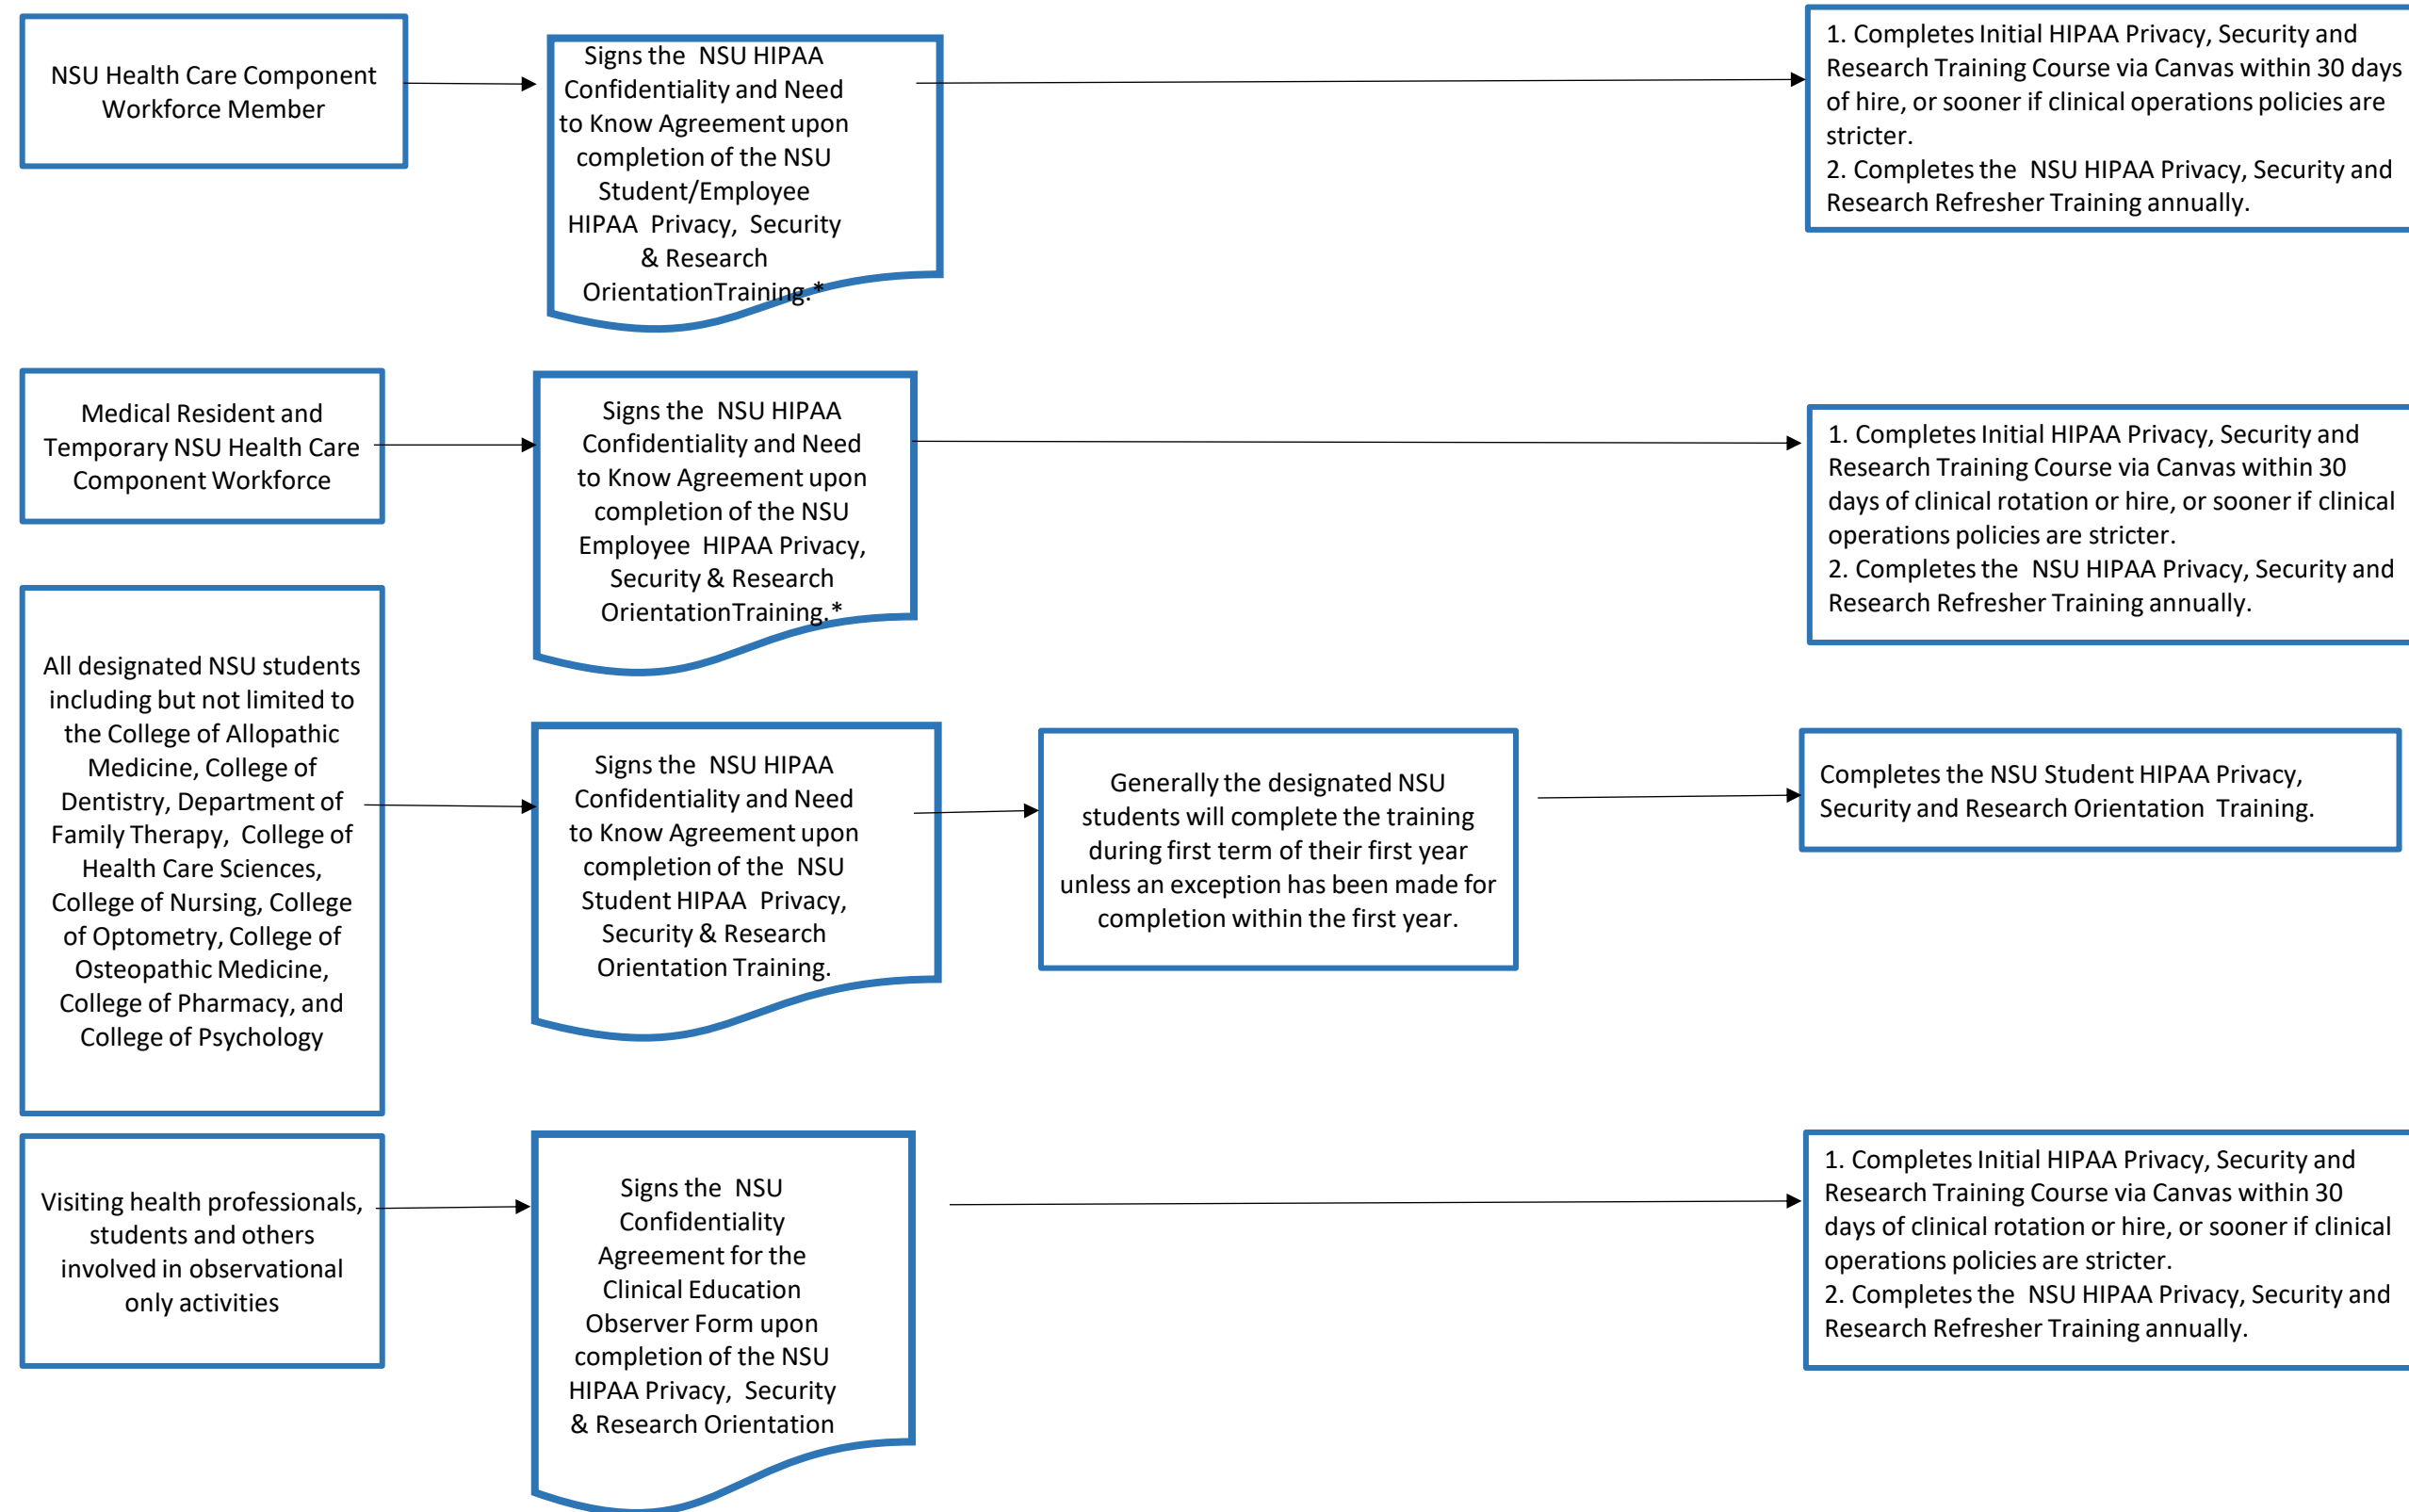 NSU Health Care Component
Workforce Member
Signs the NSU HIPAA
Confidentiality and Need
to Know Agreement upon
completion of the NSU
Student/Employee
HIPAA Privacy, Security
& Research
OrientationTraining.*
1. Completes Initial HIPAA Privacy, Security and
Research Training Course via Canvas within 30 days
of hire, or sooner if clinical operations policies are
stricter.
2. Completes the NSU HIPAA Privacy, Security and
Research Refresher Training annually.
Medical Resident and
Temporary NSU Health Care
Component Workforce
Signs the NSU HIPAA
Confidentiality and Need
to Know Agreement upon
completion of the NSU
Employee HIPAA Privacy,
Security & Research
OrientationTraining.*
1. Completes Initial HIPAA Privacy, Security and
Research Training Course via Canvas within 30
days of clinical rotation or hire, or sooner if clinical
operations policies are stricter.
2. Completes the NSU HIPAA Privacy, Security and
Research Refresher Training annually.
All designated NSU students
including but not limited to
the College of Allopathic
Medicine, College of
Dentistry, Department of
Family Therapy, College of
Health Care Sciences,
College of Nursing, College
of Optometry, College of
Osteopathic Medicine,
College of Pharmacy, and
College of Psychology
Signs the NSU HIPAA
Confidentiality and Need
to Know Agreement upon
completion of the NSU
Student HIPAA Privacy,
Security & Research
Orientation Training.
Generally the designated NSU
students will complete the training
during first term of their first year
unless an exception has been made for
completion within the first year.
Completes the NSU Student HIPAA Privacy,
Security and Research Orientation Training.
Visiting health professionals,
students and others
involved in observational
only activities
Signs the NSU
Confidentiality
Agreement for the
Clinical Education
Observer Form upon
completion of the NSU
HIPAA Privacy, Security
& Research Orientation
1. Completes Initial HIPAA Privacy, Security and
Research Training Course via Canvas within 30
days of clinical rotation or hire, or sooner if clinical
operations policies are stricter.
2. Completes the NSU HIPAA Privacy, Security and
Research Refresher Training annually.